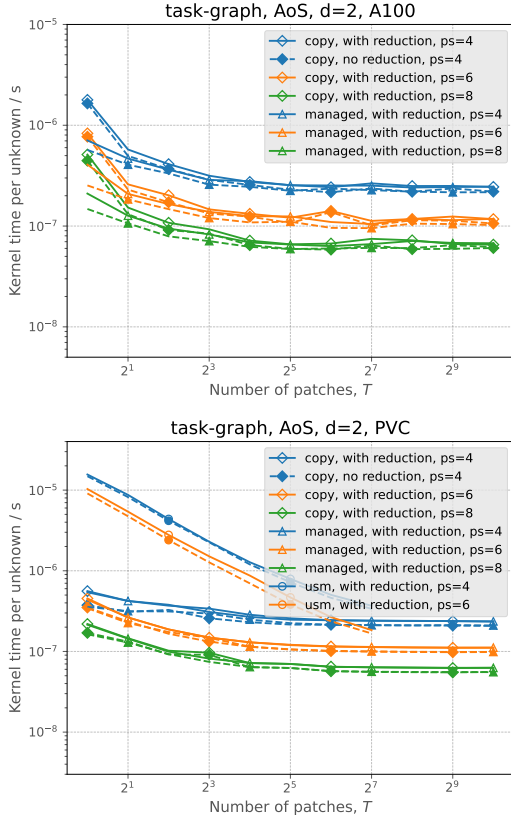 task-graph, AoS, d=2, A100
10⁻⁵
10⁻⁶
10⁻⁷
10⁻⁸
Kernel time per unknown / s
copy, with reduction, ps=4
copy, no reduction, ps=4
copy, with reduction, ps=6
copy, with reduction, ps=8
managed, with reduction, ps=4
managed, with reduction, ps=6
managed, with reduction, ps=8
2¹ 2³ 2⁵ 2⁷ 2⁹
Number of patches, T
task-graph, AoS, d=2, PVC
10⁻⁵
10⁻⁶
10⁻⁷
10⁻⁸
Kernel time per unknown / s
copy, with reduction, ps=4
copy, no reduction, ps=4
copy, with reduction, ps=6
copy, with reduction, ps=8
managed, with reduction, ps=4
managed, with reduction, ps=6
managed, with reduction, ps=8
usm, with reduction, ps=4
usm, with reduction, ps=6
2¹ 2³ 2⁵ 2⁷ 2⁹
Number of patches, T